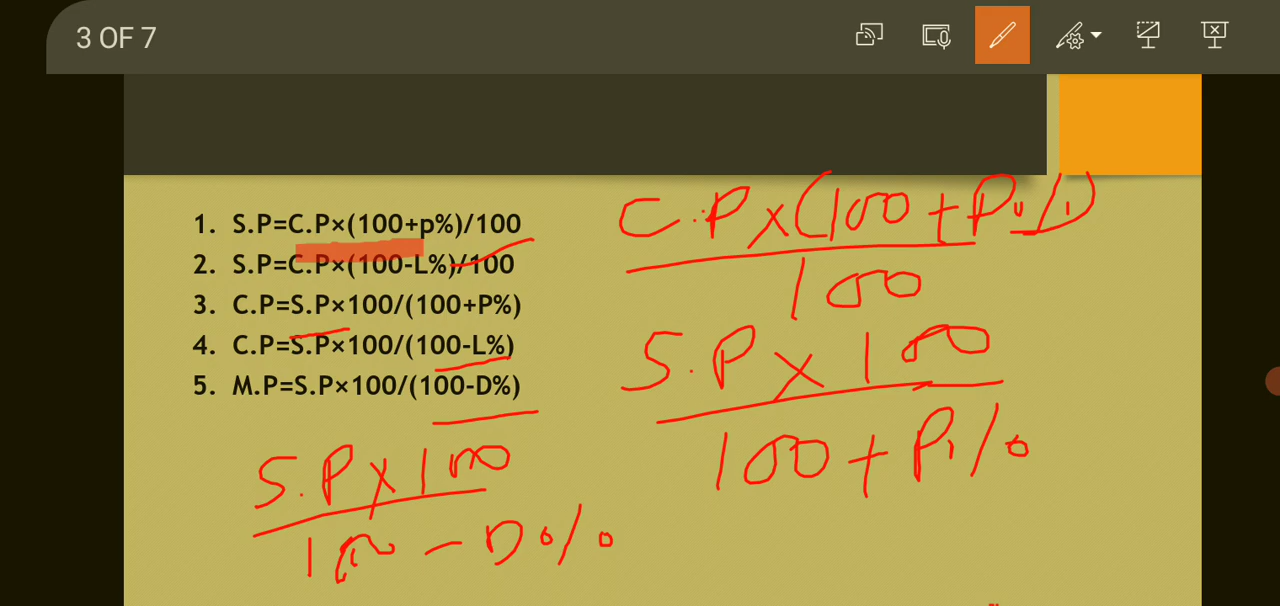 3 OF 7
1. S.P=C.P×(100+p%)/100
2. S.P=C.P×(100-L%)/100
3. C.P=S.P×100/(100+P%)
4. C.P=S.P×100/(100-L%)
5. M.P=S.P×100/(100-D%)
C.P×(100+P%)
100
S.P×100
100+P%
S.P×100
100-D%